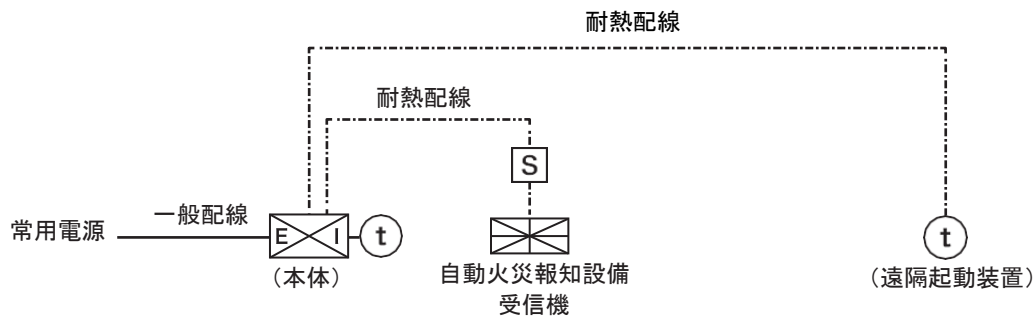 耐熱配線
耐熱配線
S
常用電源
一般配線
E I
t
t
(本体)
自動火災報知設備
受信機
(遠隔起動装置)